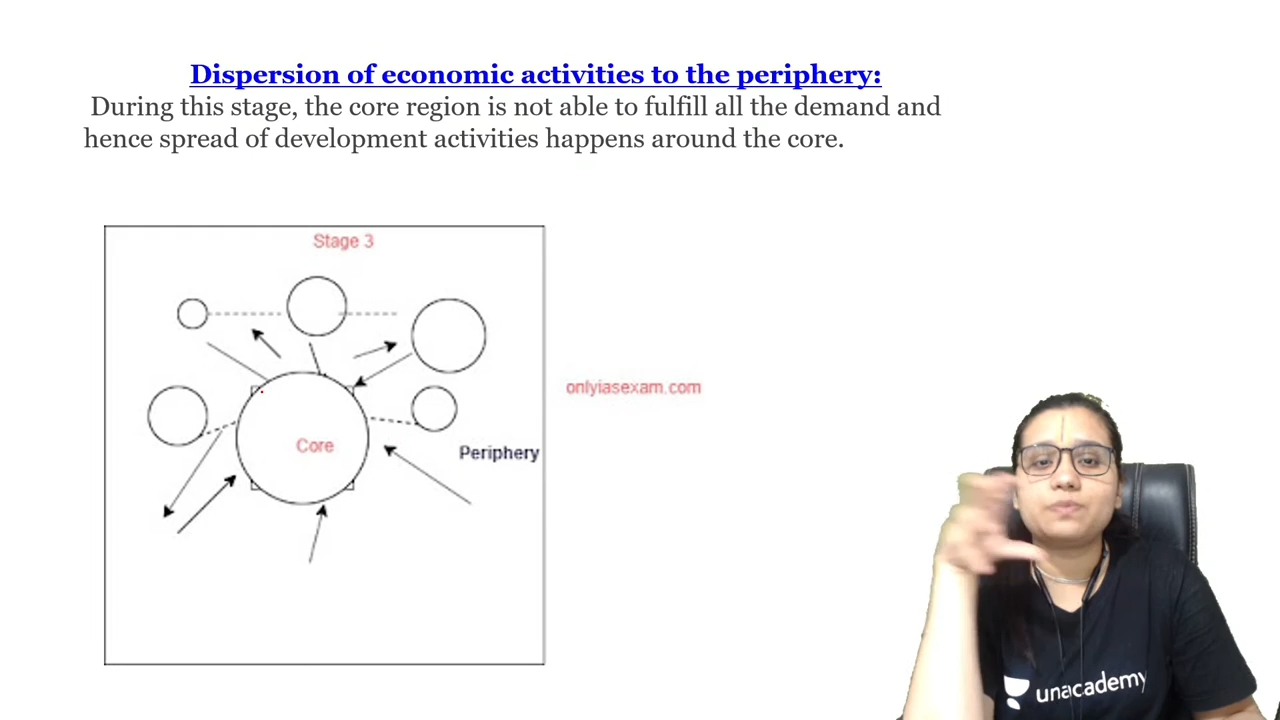 Dispersion of economic activities to the periphery:
During this stage, the core region is not able to fulfill all the demand and
hence spread of development activities happens around the core.
Stage 3
onlyiasexam.com
Core
Periphery
unacademy